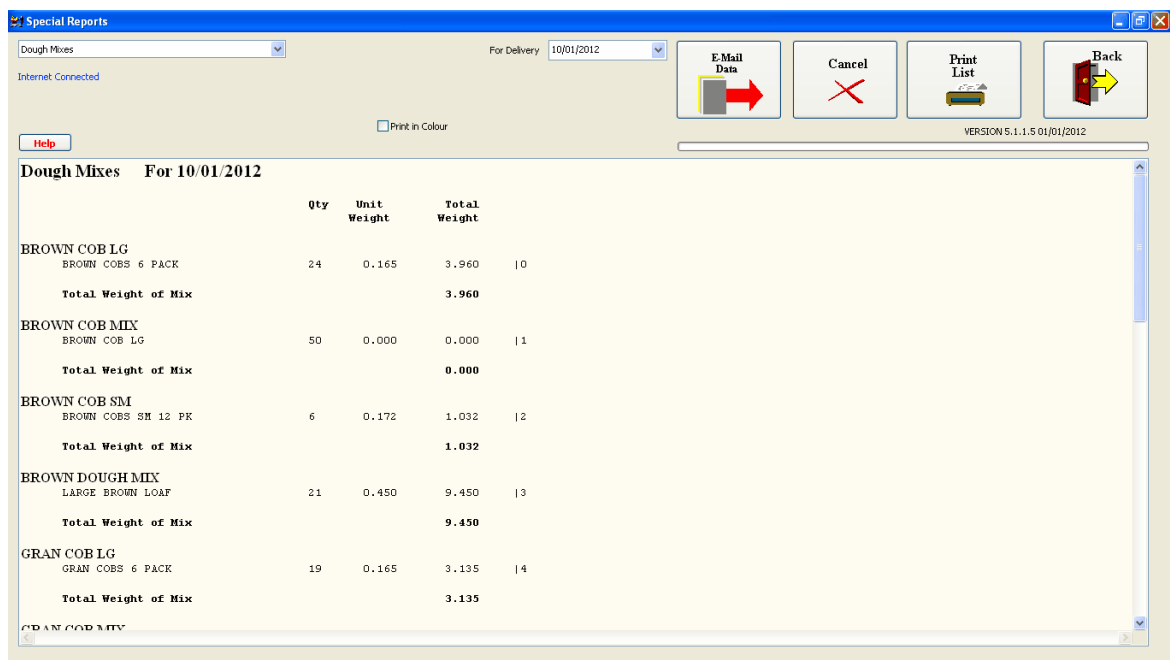 Special Reports
Dough Mixes
For Delivery 10/01/2012
E-Mail
Data
Cancel
Print
List
Back
Internet Connected
Print in Colour
VERSION 5.1.1.5 01/01/2012
Help
Dough Mixes For 10/01/2012
Qty Unit Total
Weight Weight
BROWN COB LG
BROWN COBS 6 PACK 24 0.165 3.960 |0
Total Weight of Mix 3.960
BROWN COB MIX
BROWN COB LG 50 0.000 0.000 |1
Total Weight of Mix 0.000
BROWN COB SM
BROWN COBS SM 12 PK 6 0.172 1.032 |2
Total Weight of Mix 1.032
BROWN DOUGH MIX
LARGE BROWN LOAF 21 0.450 9.450 |3
Total Weight of Mix 9.450
GRAN COB LG
GRAN COBS 6 PACK 19 0.165 3.135 |4
Total Weight of Mix 3.135
GRAN COB MIX